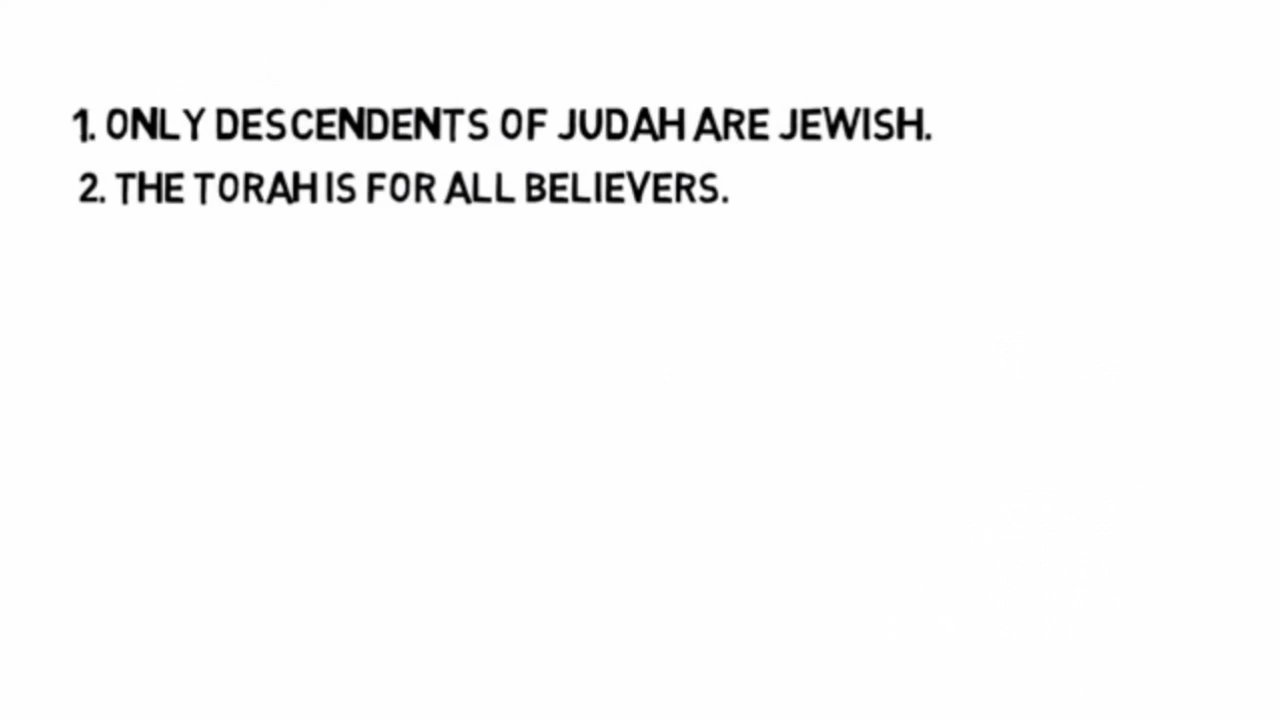 1. ONLY DESCENDENTS OF JUDAH ARE JEWISH.
2. THE TORAH IS FOR ALL BELIEVERS.